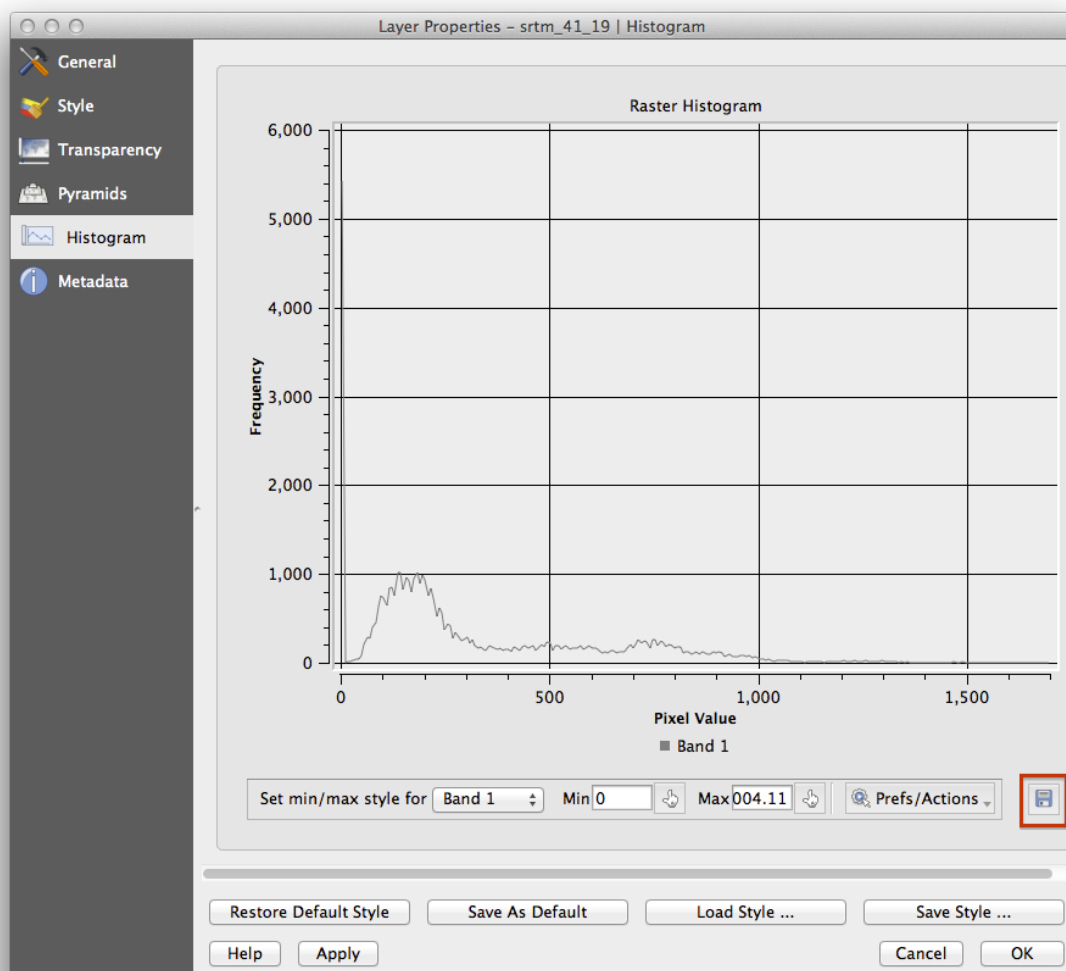 Layer Properties – srtm_41_19 | Histogram
General
Style
Transparency
Pyramids
Histogram
Metadata
Raster Histogram
6,000
5,000
4,000
3,000
2,000
1,000
0
Frequency
0 500 1,000 1,500
Pixel Value
Band 1
Set min/max style for Band 1 Min 0 Max 004.11 Prefs/Actions
Restore Default Style Save As Default Load Style ... Save Style ...
Help Apply Cancel OK